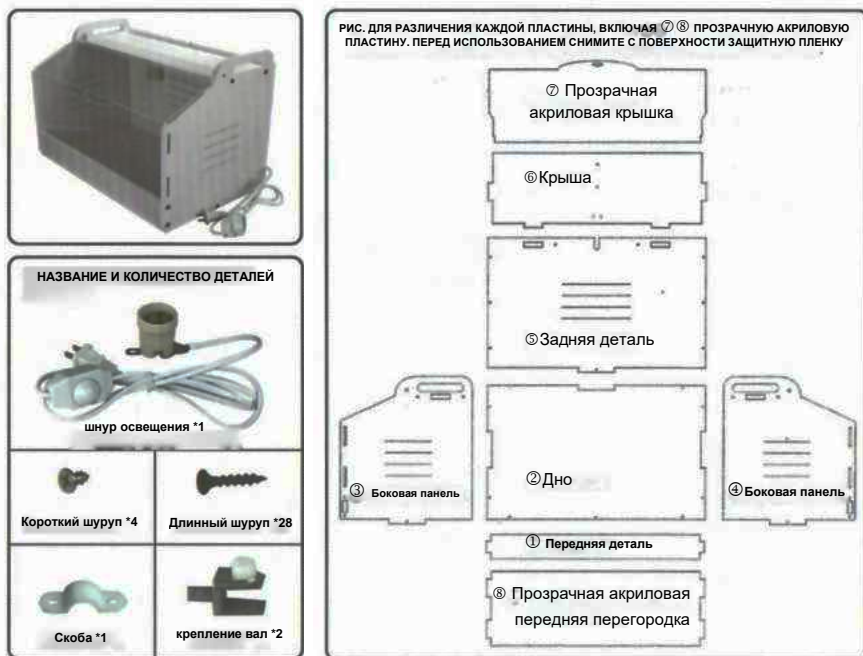 РИС. ДЛЯ РАЗЛИЧЕНИЯ КАЖДОЙ ПЛАСТИНЫ, ВКЛЮЧАЯ ⑦ ⑧ ПРОЗРАЧНУЮ АКРИЛОВУЮ
ПЛАСТИНУ. ПЕРЕД ИСПОЛЬЗОВАНИЕМ СНИМИТЕ С ПОВЕРХНОСТИ ЗАЩИТНУЮ ПЛЕНКУ
⑦ Прозрачная
акриловая крышка
⑥Крыша
⑤Задняя деталь
③ Боковая панель
②Дно
④Боковая панель
① Передняя деталь
⑧ Прозрачная акриловая
передняя перегородка
НАЗВАНИЕ И КОЛИЧЕСТВО ДЕТАЛЕЙ
шнур освещения *1
Короткий шуруп *4
Длинный шуруп *28
Скоба *1
крепление вал *2